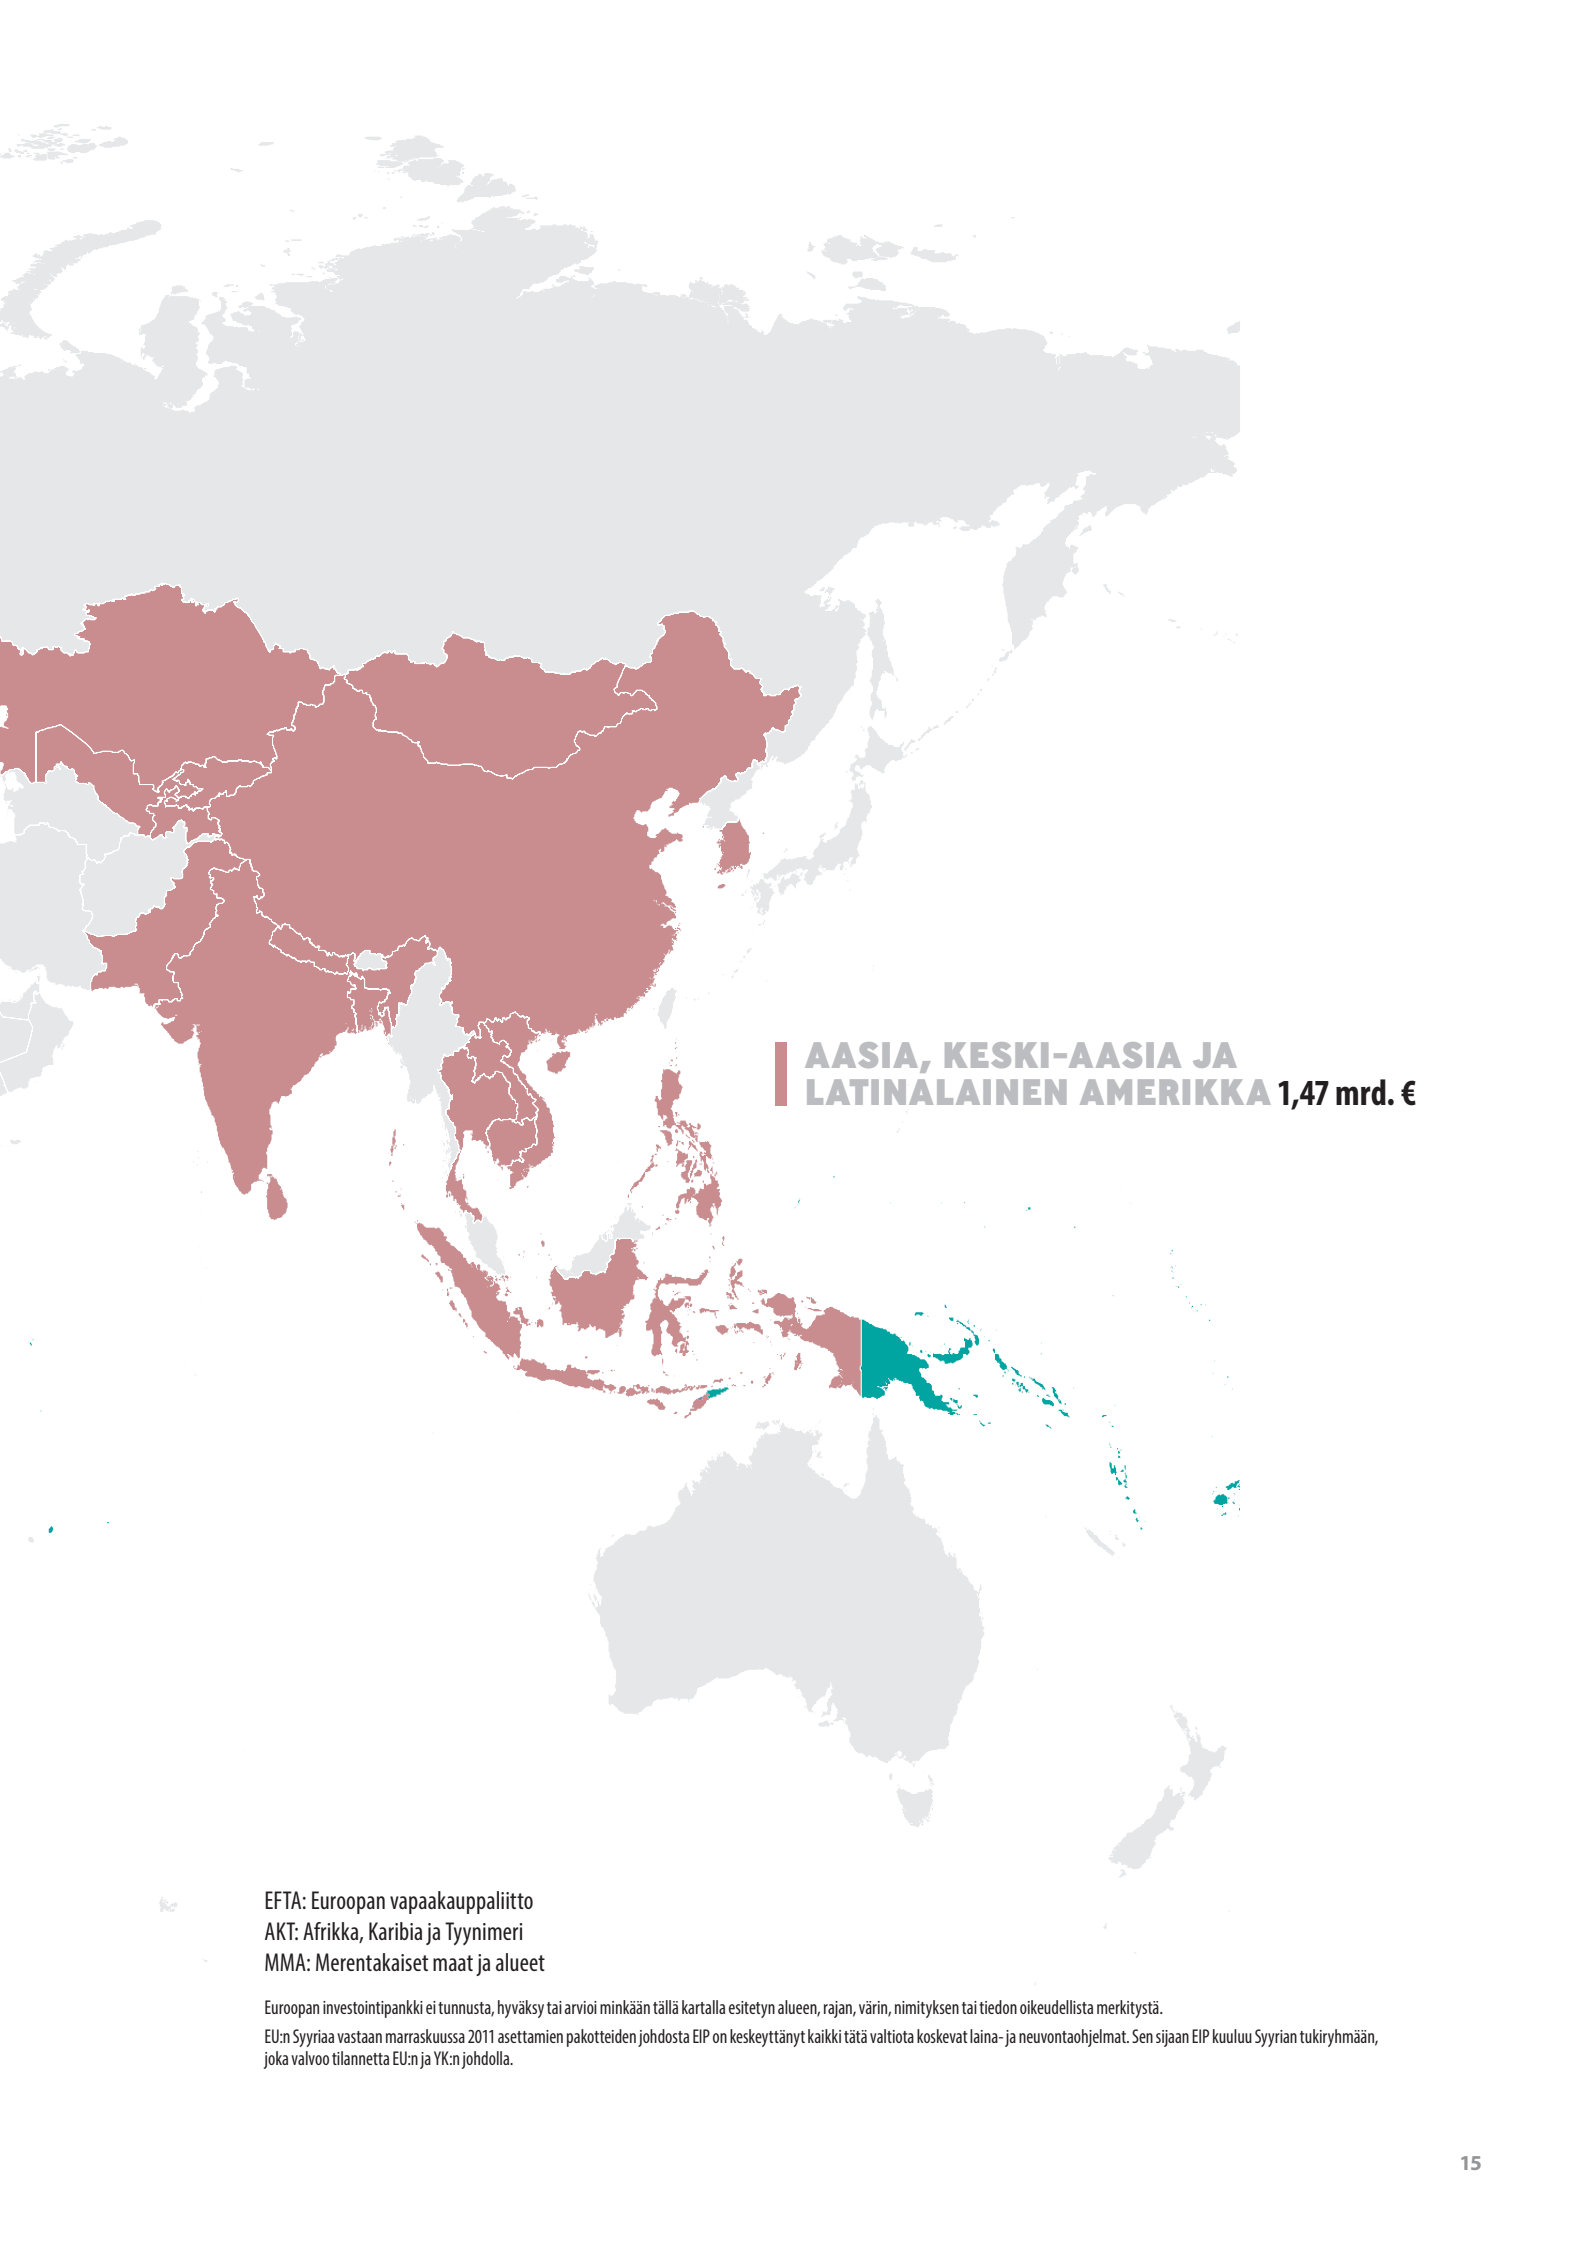 AASIA, KESKI-AASIA JA
LATINALAINEN AMERIKKA 1,47 mrd. €
EFTA: Euroopan vapaakauppaliitto
AKT: Afrikka, Karibia ja Tyynimeri
MMA: Merentakaiset maat ja alueet
Euroopan investointipankki ei tunnusta, hyväksy tai arvioi minkään tällä kartalla esitetyn alueen, rajan, värin, nimityksen tai tiedon oikeudellista merkitystä.
EU:n Syyriaa vastaan marraskuussa 2011 asettamien pakotteiden johdosta EIP on keskeyttänyt kaikki tätä valtiota koskevat laina- ja neuvontaohjelmat. Sen sijaan EIP kuuluu Syyrian tukiryhmään,
joka valvoo tilannetta EU:n ja YK:n johdolla.
15